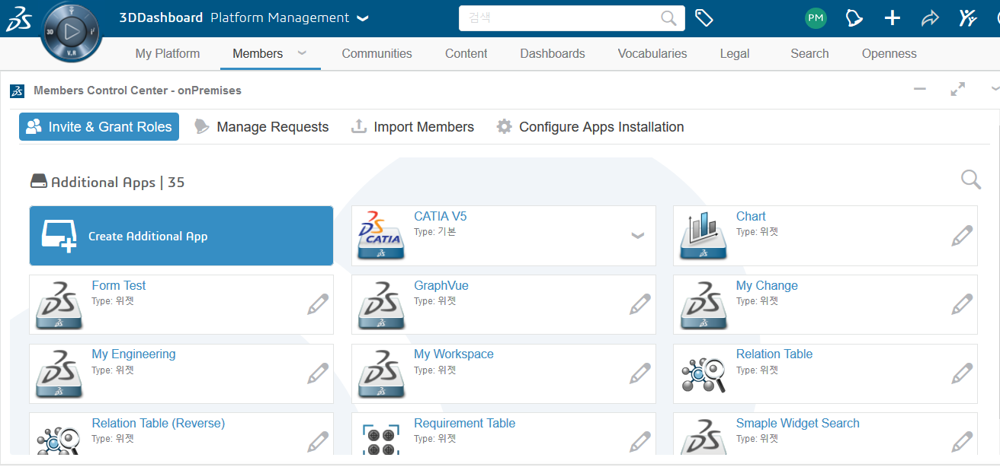 3DDashboard Platform Management
검색
PM
3D
V.R
My Platform Members Communities Content Dashboards Vocabularies Legal Search Openness
Members Control Center - onPremises
Invite & Grant Roles Manage Requests Import Members Configure Apps Installation
Additional Apps | 35
Create Additional App
CATIA V5
Type: 기본
CATIA
Chart
Type: 위젯
Form Test
Type: 위젯
GraphVue
Type: 위젯
My Change
Type: 위젯
My Engineering
Type: 위젯
My Workspace
Type: 위젯
Relation Table
Type: 위젯
Relation Table (Reverse)
Type: 위젯
Requirement Table
Type: 위젯
Smaple Widget Search
Type: 위젯